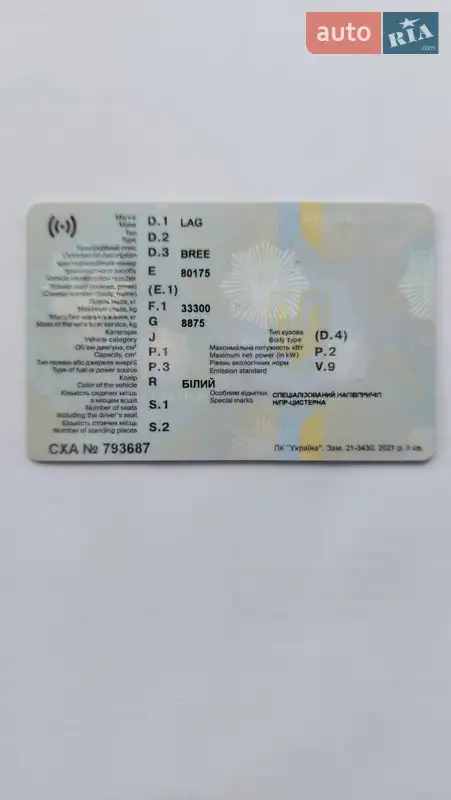 auto RIA.com
Марка
Make D.1 LAG
Тип
Type D.2
Комерційний опис
Commercial description D.3 BREE
Ідентифікаційний номер
транспортного засобу E 80175
Vehicle identification number
Номер шасі (кузова, рами) (E.1)
Chassis number (body, frame)
Повна маса, кг F.1 33300
Maximum mass, kg
Маса без навантаження, кг G 8875
Mass of the vehicle in service, kg
Категорія
Vehicle category J Тип кузова
Body type (D.4)
Об'єм двигуна, см³
Capacity, cm³ P.1 Максимальна потужність кВт
Maximum net power (in kW) P.2
Тип палива або джерело енергії
Type of fuel or power source P.3 Рівень екологічних норм
Emission standard V.9
Колір
Color of the vehicle R БІЛИЙ Особливі відмітки:
Special marks СПЕЦІАЛІЗОВАНИЙ НАПІВПРИЧІП
Н/ПР-ЦИСТЕРНА
Кількість сидячих місць
з місцем водія S.1
Number of seats
including the driver's seat
Кількість стоячих місць S.2
Number of standing places
СХА № 793687 ПК "Україна". Зам. 21-3430. 2021 р. II кв.